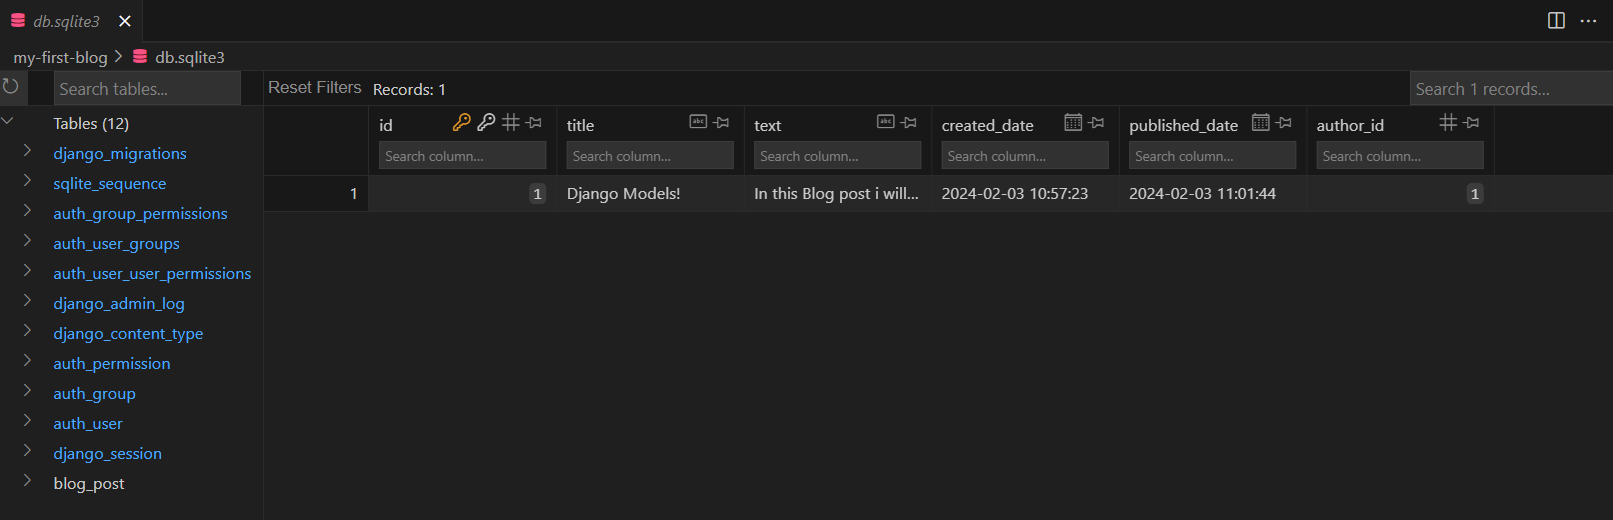 db.sqlite3
my-first-blog > db.sqlite3
Search tables...
Reset Filters Records: 1 Search 1 records...
Tables (12)
django_migrations
sqlite_sequence
auth_group_permissions
auth_user_groups
auth_user_user_permissions
django_admin_log
django_content_type
auth_permission
auth_group
auth_user
django_session
blog_post
id title text created_date published_date author_id
Search column... Search column... Search column... Search column... Search column... Search column...
1 1 Django Models! In this Blog post i will... 2024-02-03 10:57:23 2024-02-03 11:01:44 1